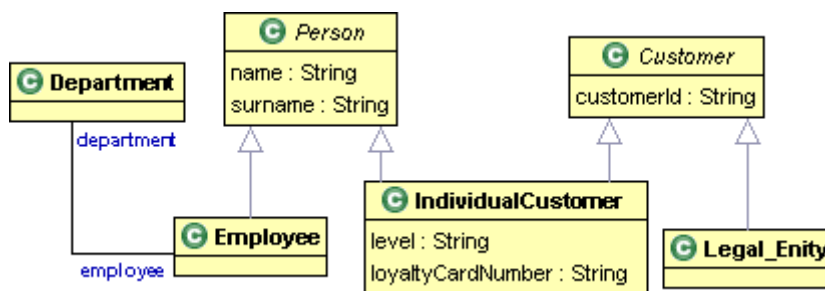 C Person
name : String
surname : String
C Customer
customerId : String
C Department
department
C Employee
employee
C IndividualCustomer
level : String
loyaltyCardNumber : String
C Legal_Enity